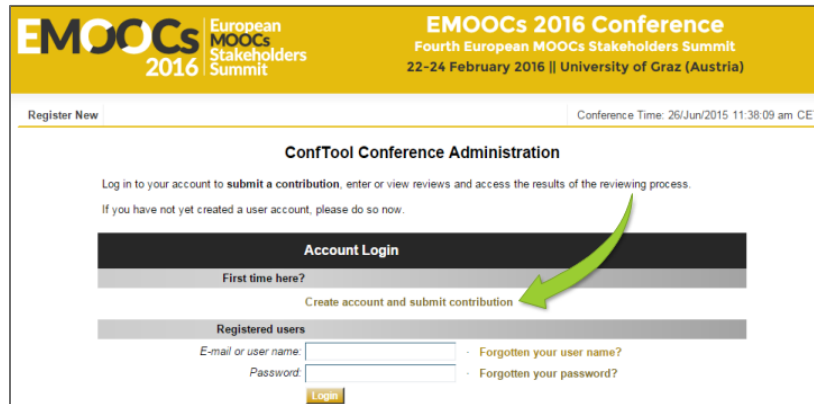 EMOOCs 2016
European MOOCs Stakeholders Summit
EMOOCs 2016 Conference
Fourth European MOOCs Stakeholders Summit
22-24 February 2016 || University of Graz (Austria)
Register New
Conference Time: 26/Jun/2015 11:38:09 am CE
ConfTool Conference Administration
Log in to your account to submit a contribution, enter or view reviews and access the results of the reviewing process.
If you have not yet created a user account, please do so now.
Account Login
First time here?
Create account and submit contribution
Registered users
E-mail or user name:
· Forgotten your user name?
Password:
· Forgotten your password?
Login